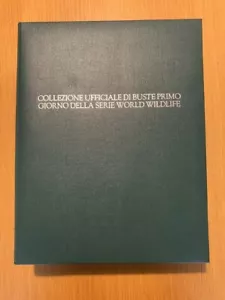 COLLEZIONE UFFICIALE DI BUSTE PRIMO
GIORNO DELLA SERIE WORLD WILDLIFE